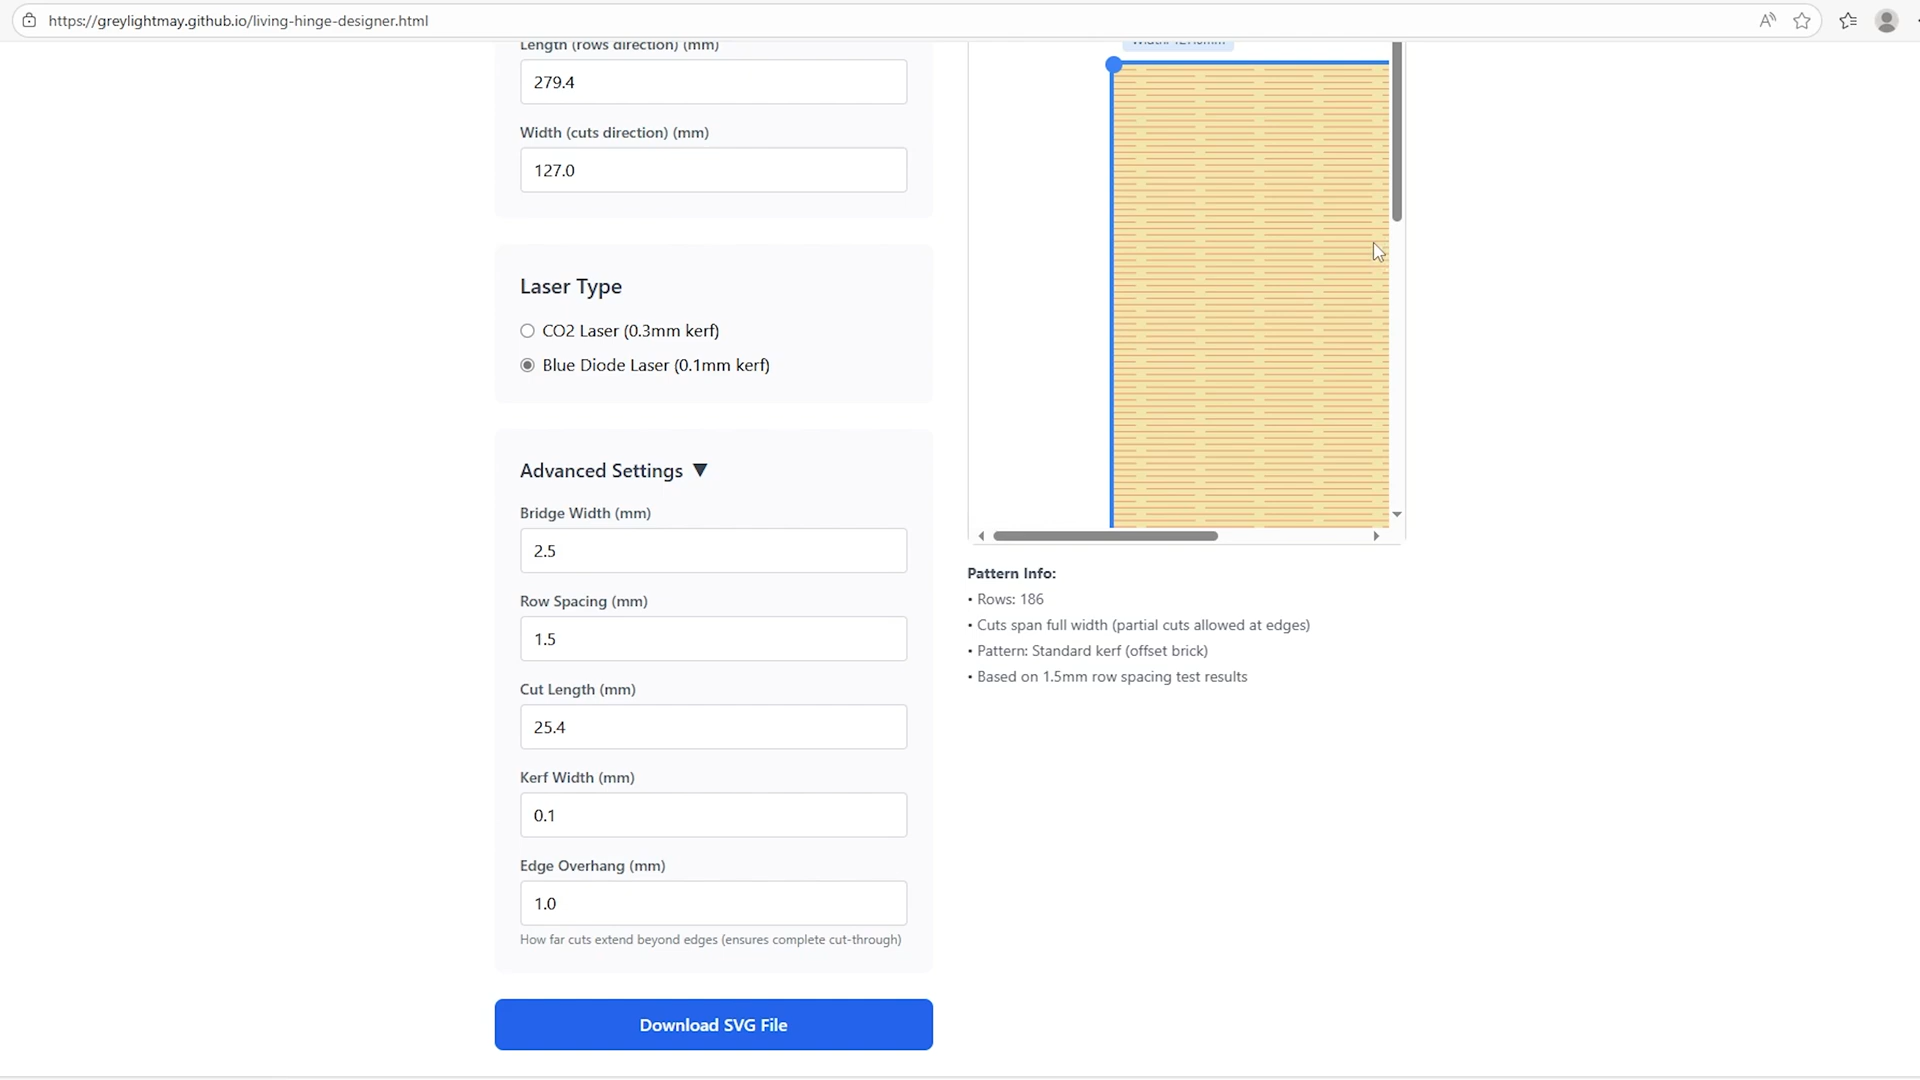 https://greylightmay.github.io/living-hinge-designer.html
Length (rows direction) (mm)
279.4
Width (cuts direction) (mm)
127.0
Laser Type
CO2 Laser (0.3mm kerf)
Blue Diode Laser (0.1mm kerf)
Advanced Settings ▼
Bridge Width (mm)
2.5
Row Spacing (mm)
1.5
Cut Length (mm)
25.4
Kerf Width (mm)
0.1
Edge Overhang (mm)
1.0
How far cuts extend beyond edges (ensures complete cut-through)
Download SVG File
Pattern Info:
• Rows: 186
• Cuts span full width (partial cuts allowed at edges)
• Pattern: Standard kerf (offset brick)
• Based on 1.5mm row spacing test results